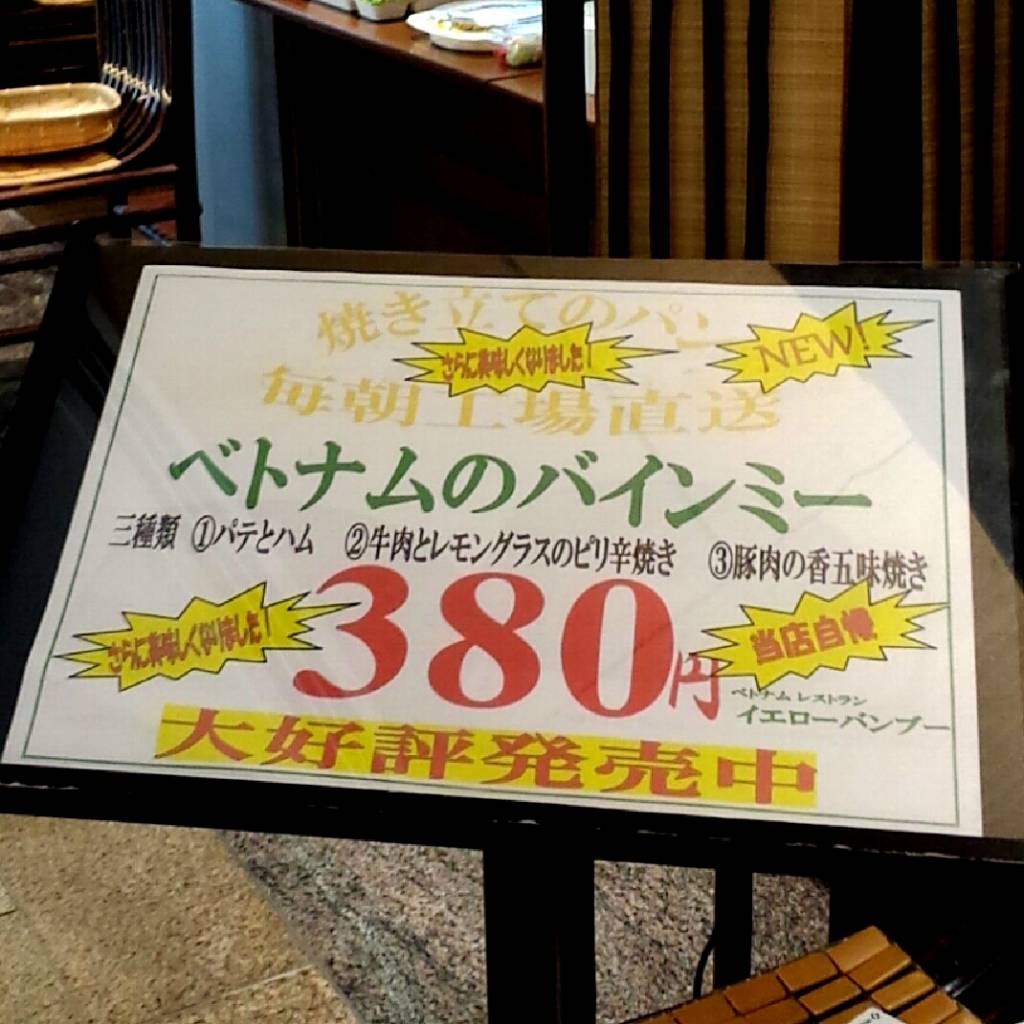 焼き立てのパン
さらに美味しくなりました!
NEW!
毎朝工場直送
ベトナムのバインミー
三種類 ①パテとハム ②牛肉とレモングラスのピリ辛焼き ③豚肉の香五味焼き
さらに美味しくなりました!
380円
当店自慢
ベトナム レストラン
イエローバンブー
大好評発売中